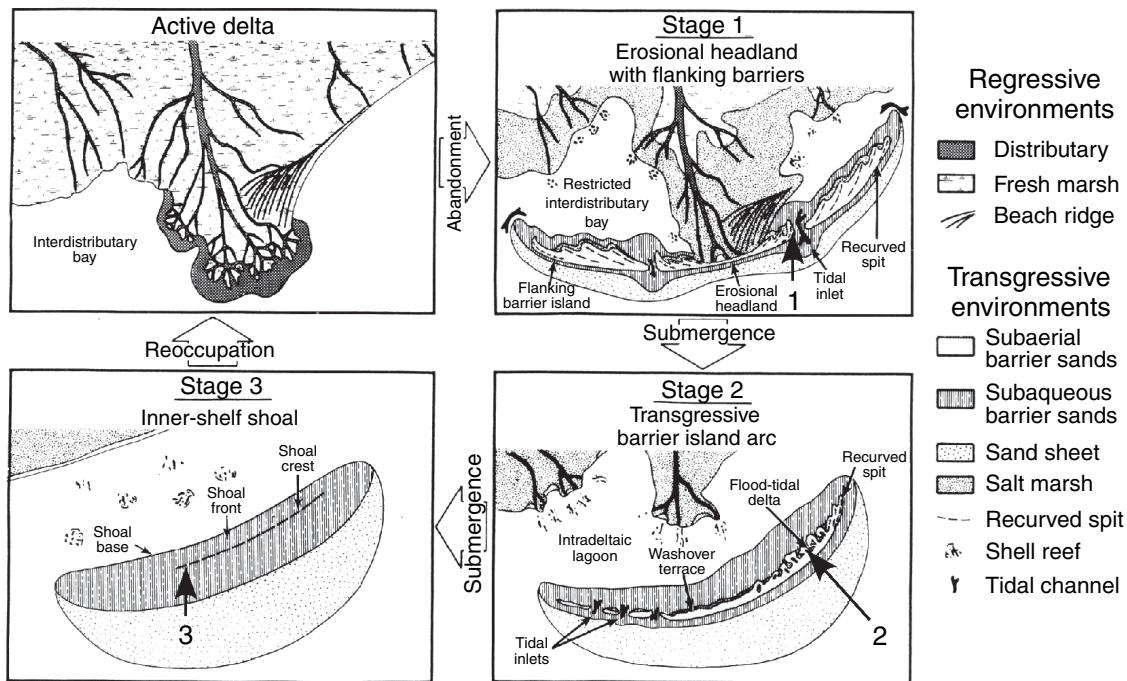 Active delta
Interdistributary
bay
Abandonment
Stage 1
Erosional headland
with flanking barriers
Restricted
interdistributary
bay
Flanking
barrier island
Erosional
headland
1
Tidal
inlet
Recurved
spit
Submergence
Stage 2
Transgressive
barrier island arc
Recurved
spit
Flood-tidal
delta
Intradeltaic
lagoon
Washover
terrace
Tidal
inlets
2
Submergence
Stage 3
Inner-shelf shoal
Shoal
crest
Shoal
front
Shoal
base
3
Reoccupation
Regressive
environments
Distributary
Fresh marsh
Beach ridge
Transgressive
environments
Subaerial
barrier sands
Subaqueous
barrier sands
Sand sheet
Salt marsh
Recurved spit
Shell reef
Tidal channel